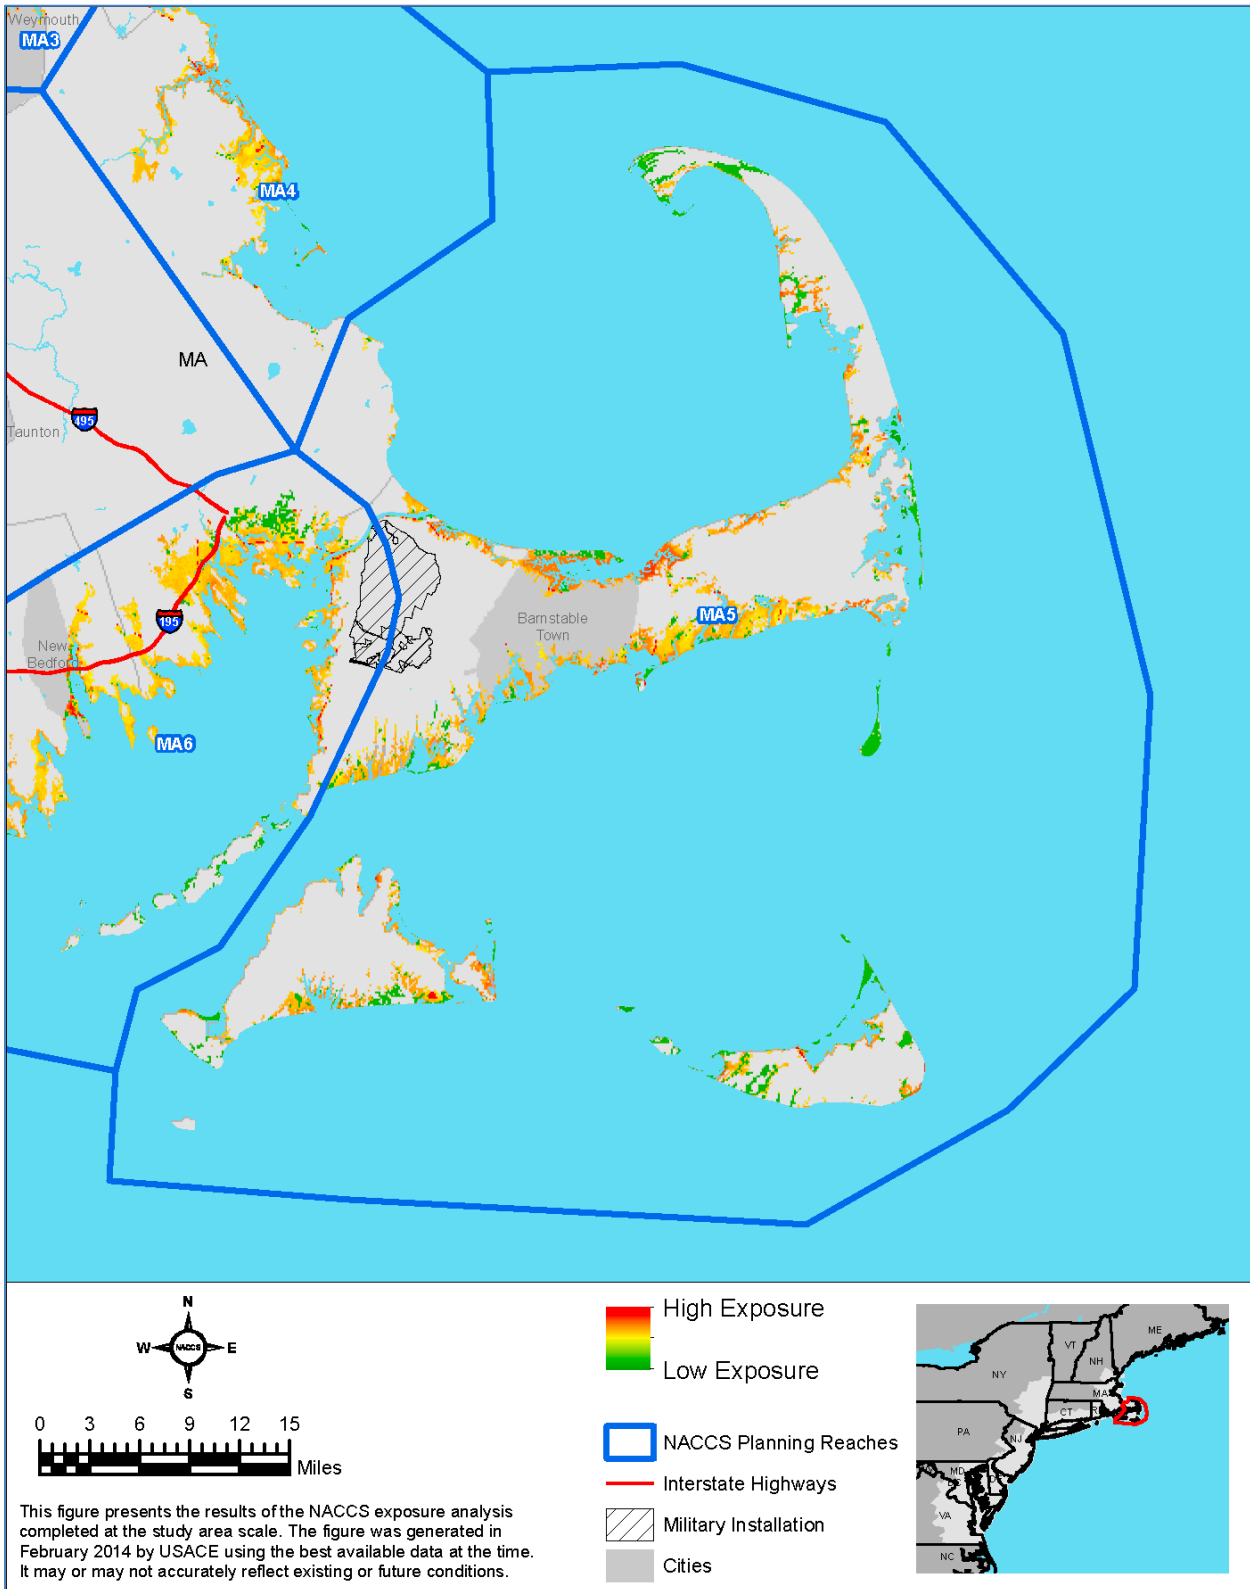 Weymouth
MA3
MA4
MA
495
Taunton
Barnstable
Town
MA5
195
New
Bedford
MA6
N
W NACCS E
S
0 3 6 9 12 15
Miles
High Exposure
Low Exposure
NACCS Planning Reaches
Interstate Highways
Military Installation
Cities
This figure presents the results of the NACCS exposure analysis
completed at the study area scale. The figure was generated in
February 2014 by USACE using the best available data at the time.
It may or may not accurately reflect existing or future conditions.
ME
VT
NH
NY
MA
CT
PA
NJ
MD
VA
NC